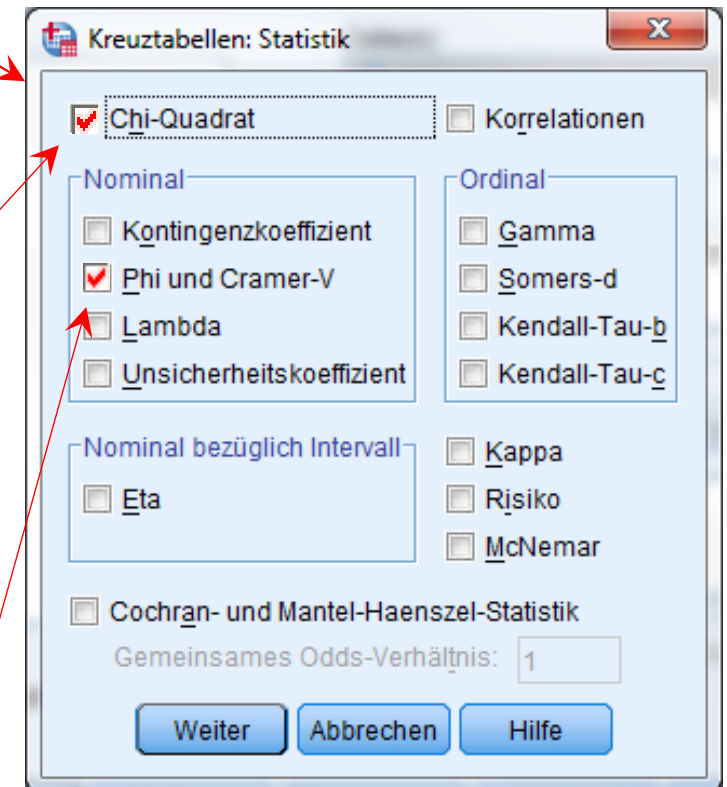 Kreuztabellen: Statistik
Chi-Quadrat
Korrelationen
Nominal
Kontingenzkoeffizient
Phi und Cramer-V
Lambda
Unsicherheitskoeffizient
Ordinal
Gamma
Somers-d
Kendall-Tau-b
Kendall-Tau-c
Nominal bezüglich Intervall
Eta
Kappa
Risiko
McNemar
Cochran- und Mantel-Haenszel-Statistik
Gemeinsames Odds-Verhältnis: 1
Weiter Abbrechen Hilfe